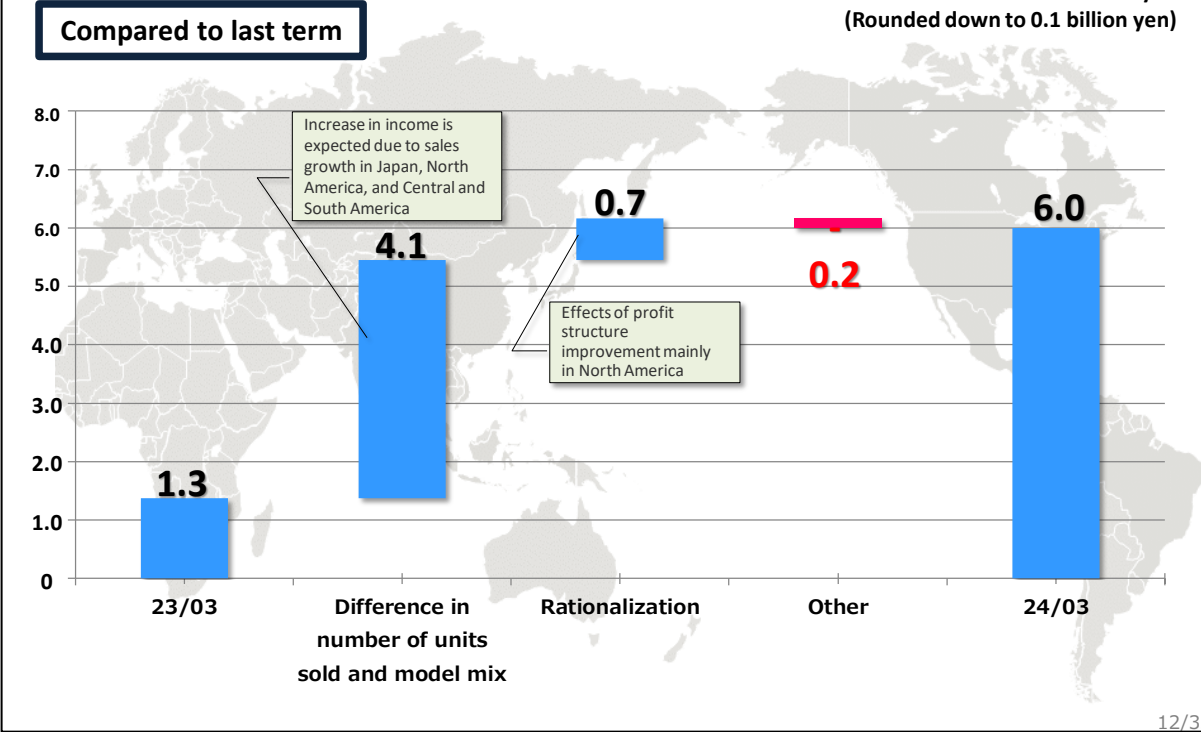 (Rounded down to 0.1 billion yen)
Compared to last term
8.0
7.0
6.0
5.0
4.0
3.0
2.0
1.0
0
Increase in income is
expected due to sales
growth in Japan, North
America, and Central and
South America
Effects of profit
structure
improvement mainly
in North America
1.3
4.1
0.7
0.2
6.0
23/03
Difference in
number of units
sold and model mix
Rationalization
Other
24/03
12/3